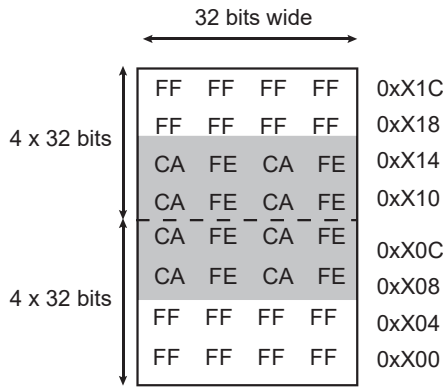 32 bits wide
FF FF FF FF 0xX1C
FF FF FF FF 0xX18
4 x 32 bits
CA FE CA FE 0xX14
CA FE CA FE 0xX10
CA FE CA FE 0xX0C
CA FE CA FE 0xX08
4 x 32 bits
FF FF FF FF 0xX04
FF FF FF FF 0xX00